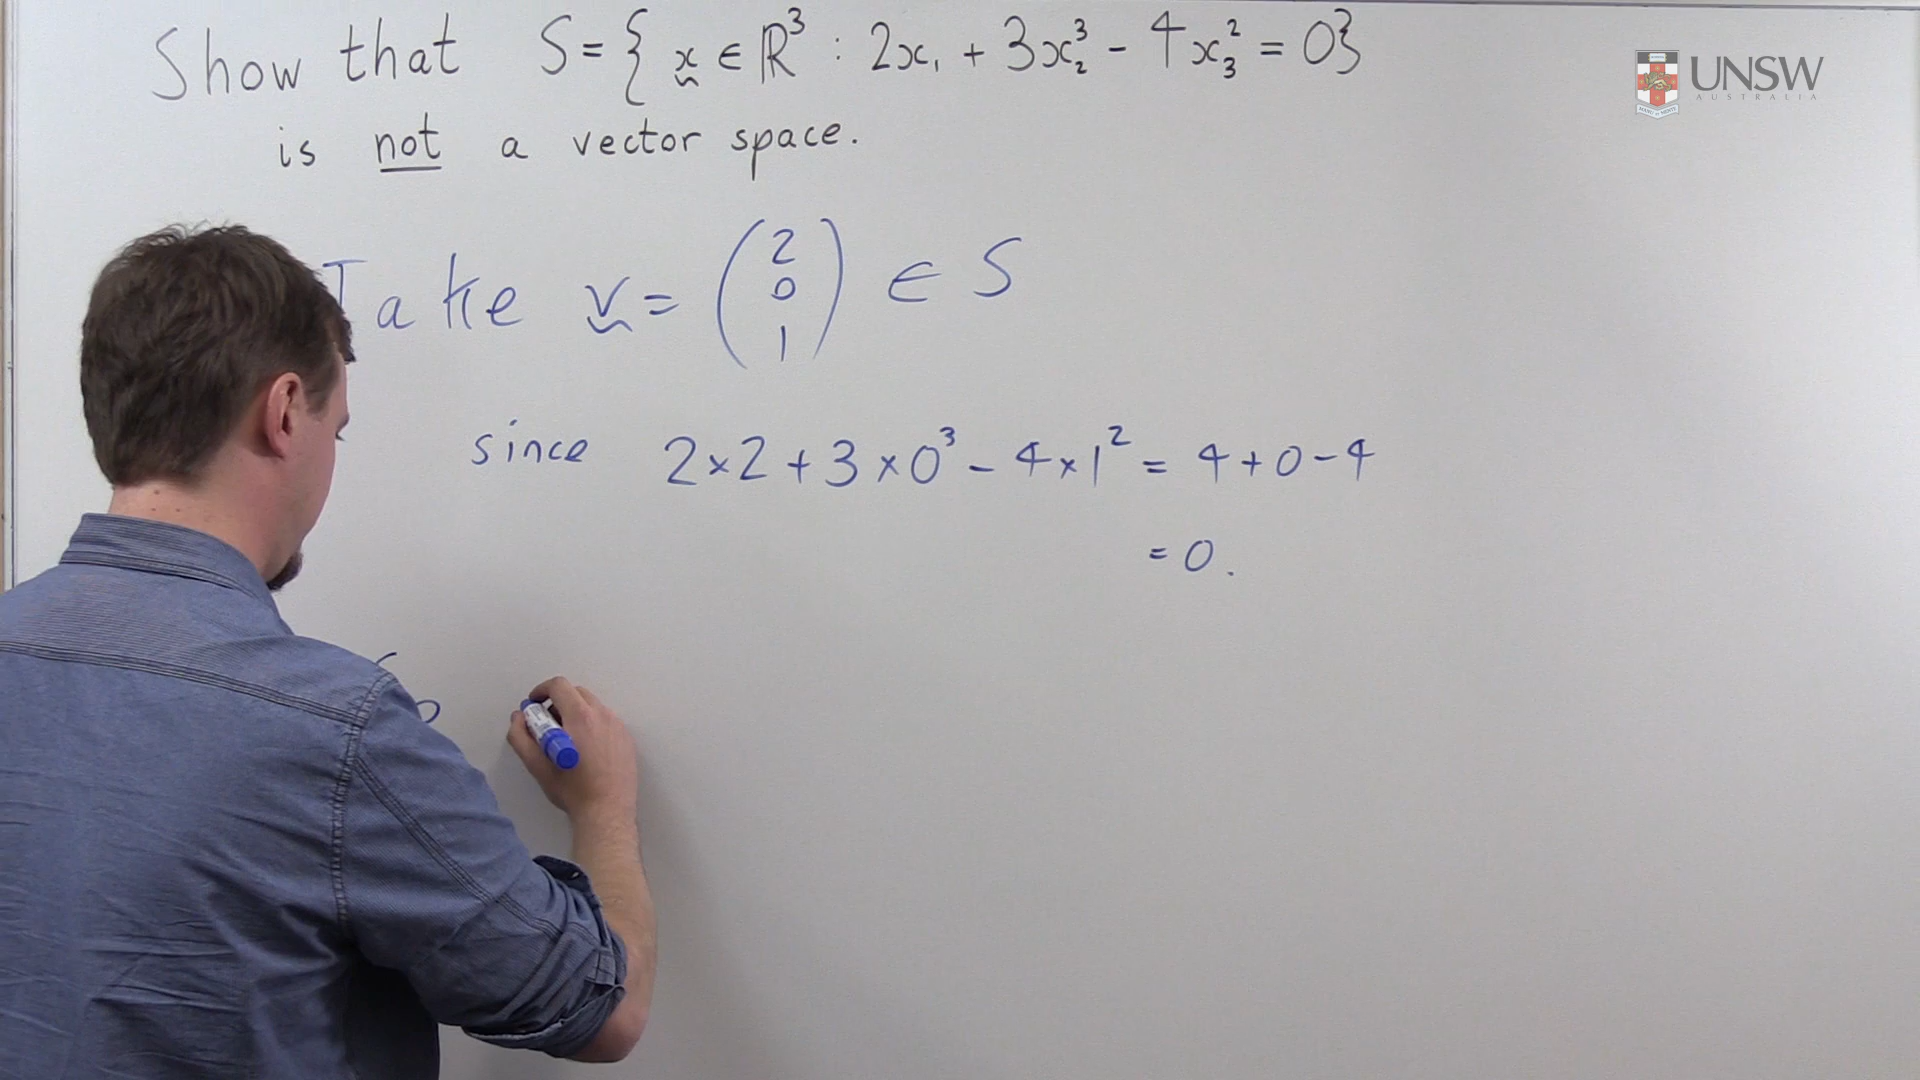 Show that S = { x ∈ ℝ³ : 2x₁ + 3x₂³ - 4x₃² = 0}
is not a vector space.
UNSW
AUSTRALIA
Take v = (2 0 1) ∈ S
since 2×2 + 3×0³ - 4×1² = 4+0-4
= 0.